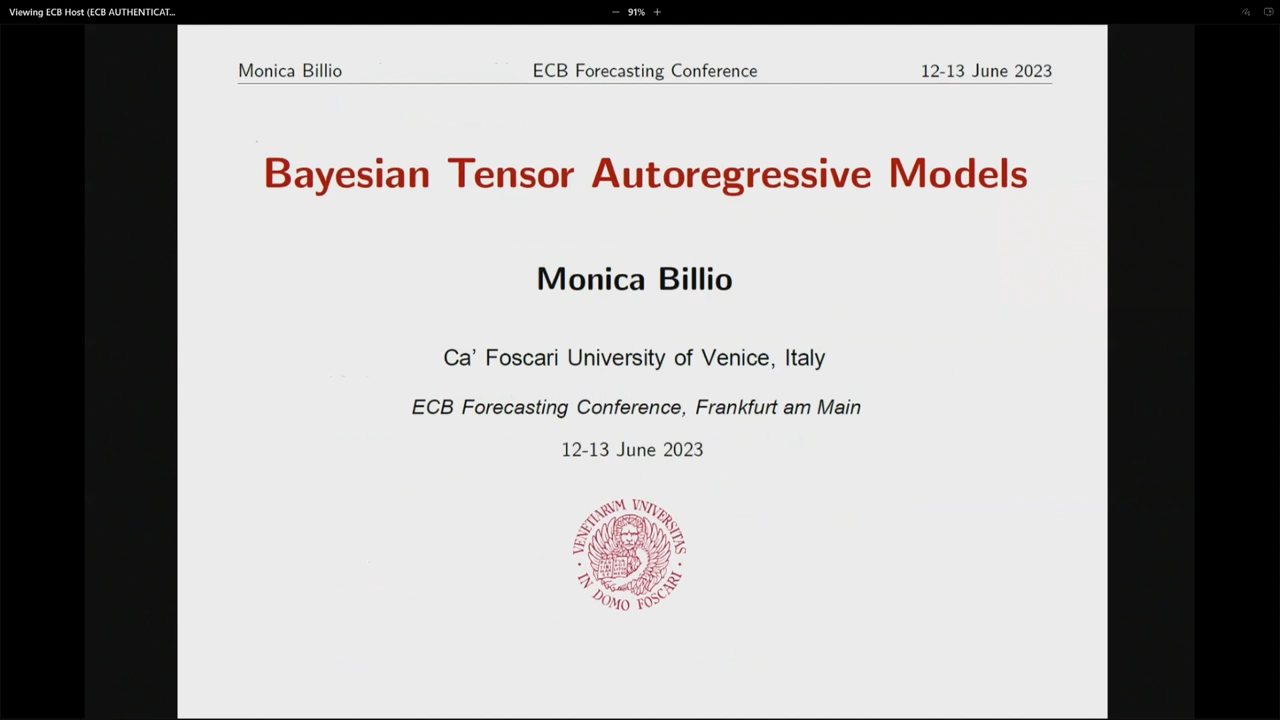 Viewing ECB Host (ECB AUTHENTICAT...
− 91% +
Monica Billio ECB Forecasting Conference 12-13 June 2023
Bayesian Tensor Autoregressive Models
Monica Billio
Ca' Foscari University of Venice, Italy
ECB Forecasting Conference, Frankfurt am Main
12-13 June 2023
VENETIARVM VNIVERSITAS
IN DOMO FOSCARI